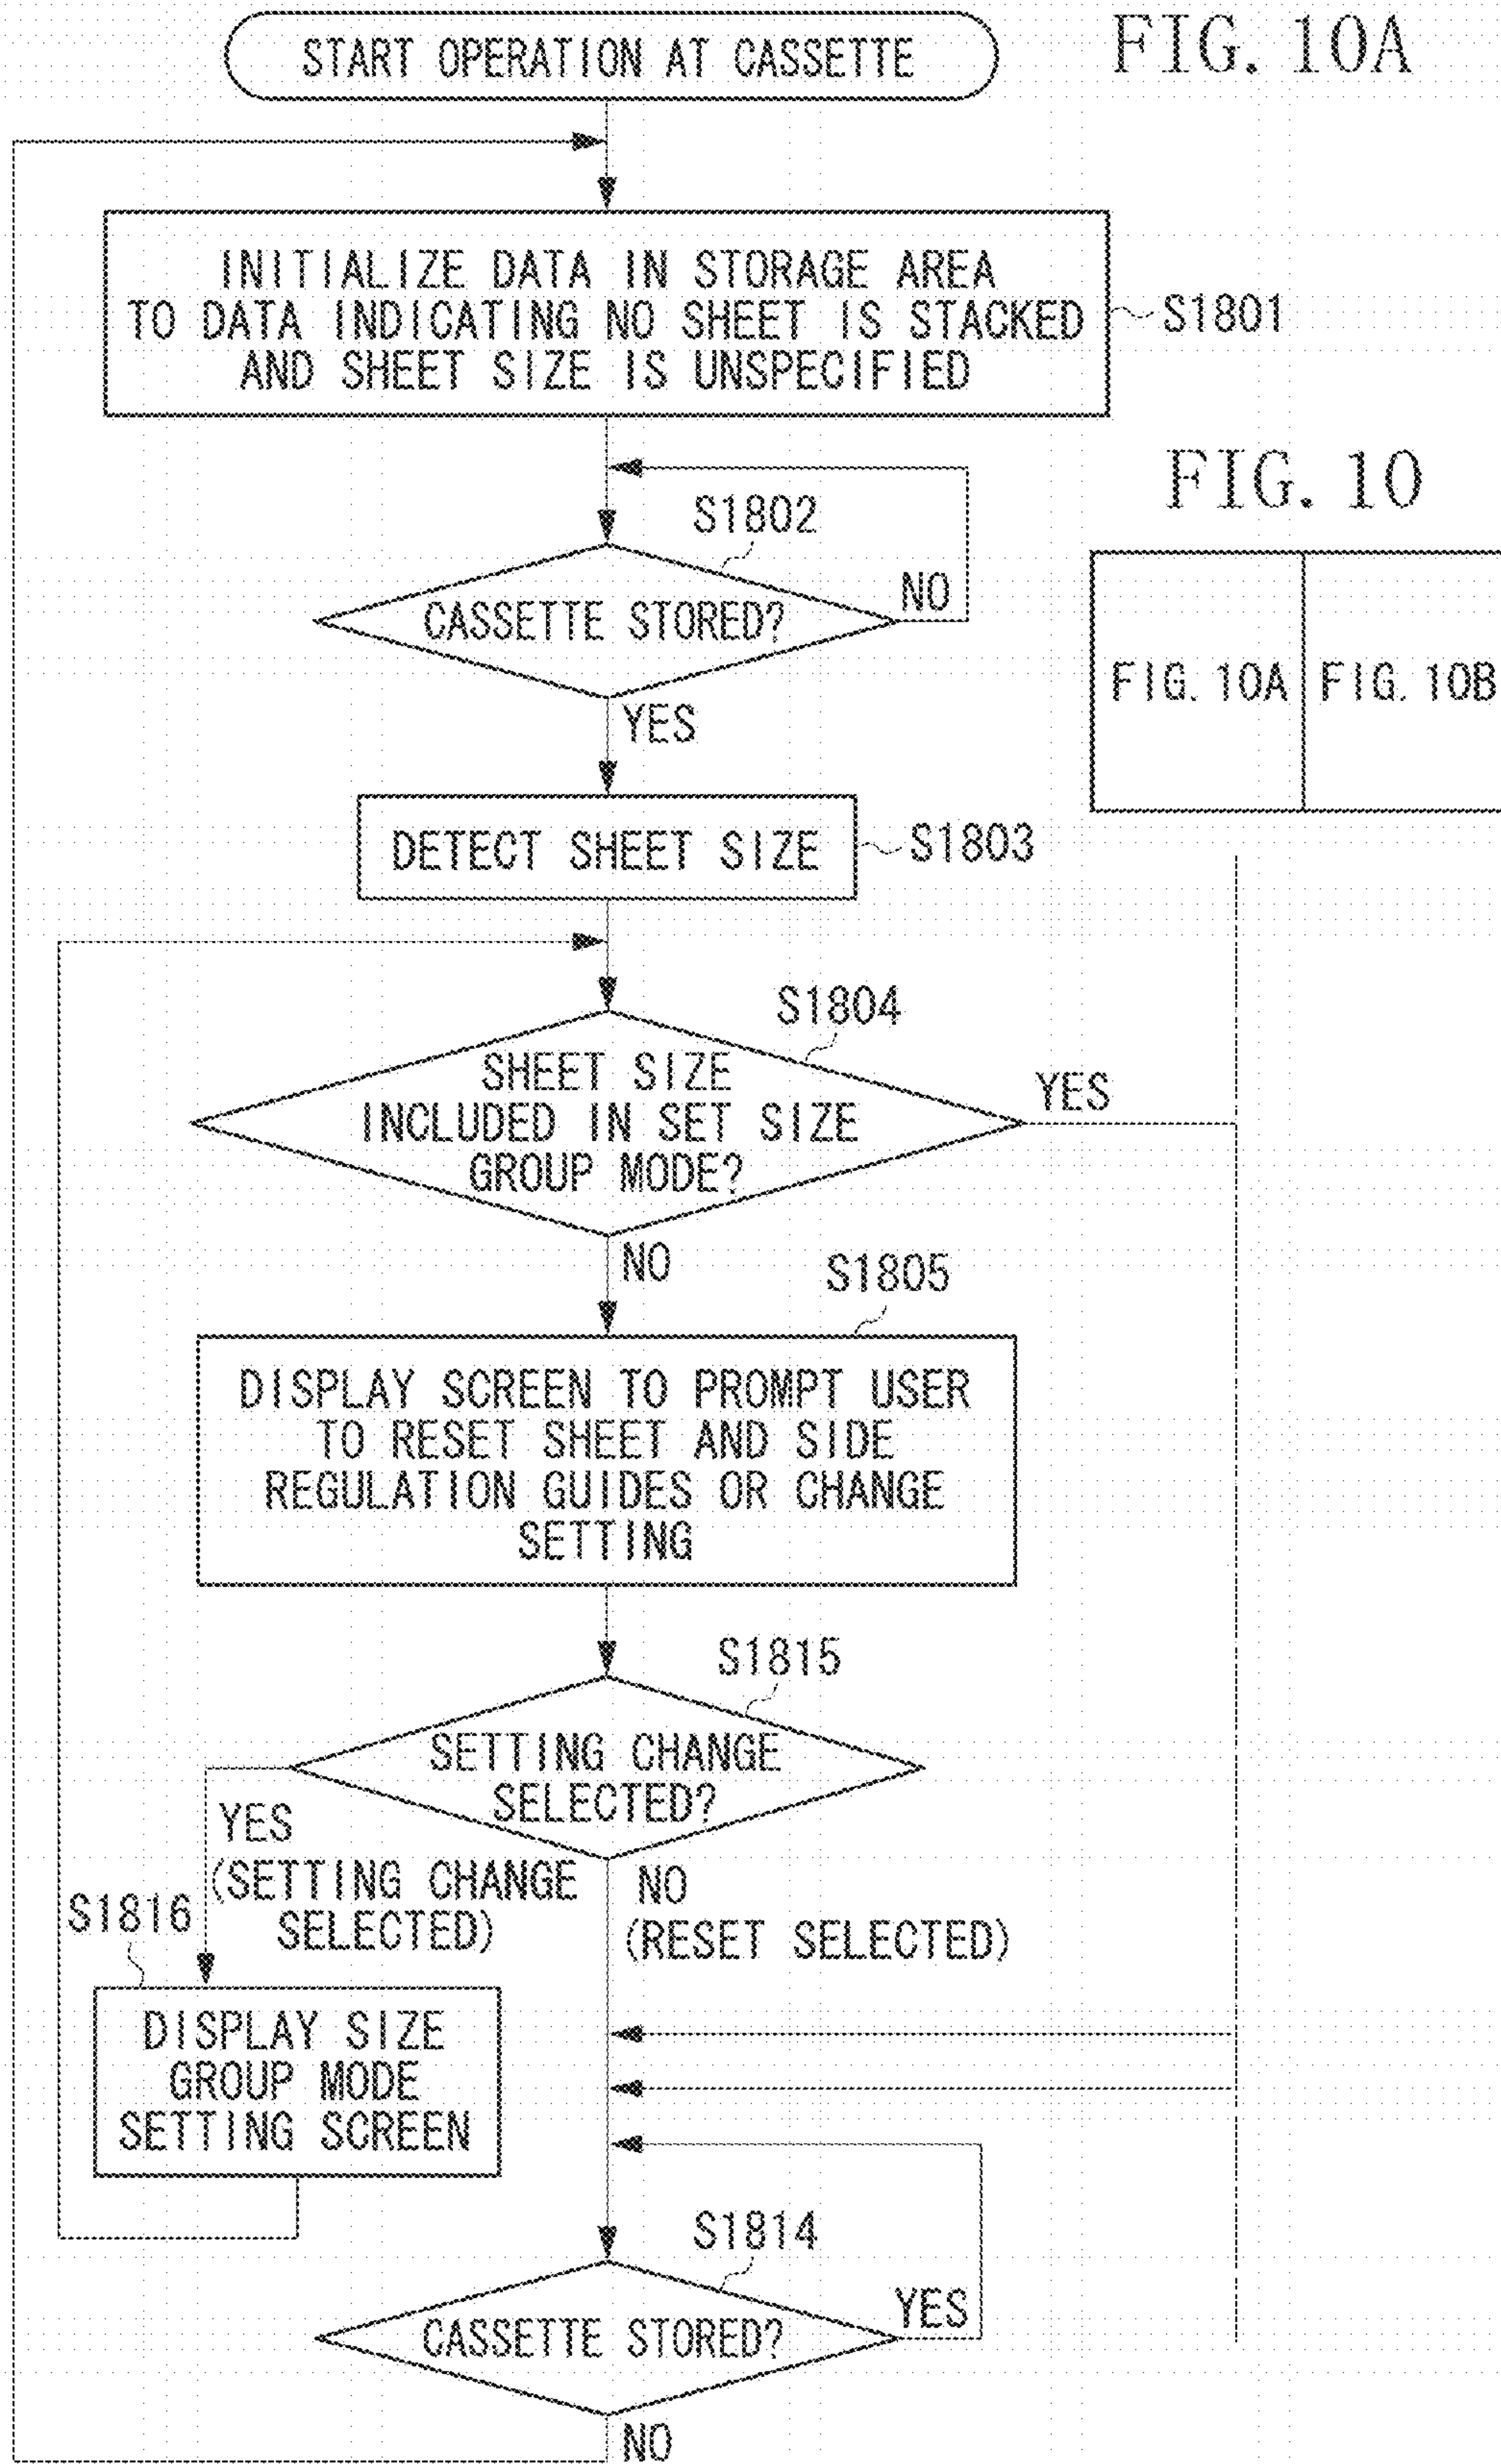 FIG. 10A
START OPERATION AT CASSETTE
INITIALIZE DATA IN STORAGE AREA
TO DATA INDICATING NO SHEET IS STACKED
AND SHEET SIZE IS UNSPECIFIED
S1801
FIG. 10
FIG. 10A
FIG. 10B
S1802
CASSETTE STORED?
NO
YES
DETECT SHEET SIZE
S1803
S1804
SHEET SIZE
INCLUDED IN SET SIZE
GROUP MODE?
YES
NO
S1805
DISPLAY SCREEN TO PROMPT USER
TO RESET SHEET AND SIDE
REGULATION GUIDES OR CHANGE
SETTING
S1815
SETTING CHANGE
SELECTED?
YES
(SETTING CHANGE
SELECTED)
NO
(RESET SELECTED)
S1816
DISPLAY SIZE
GROUP MODE
SETTING SCREEN
S1814
CASSETTE STORED?
YES
NO